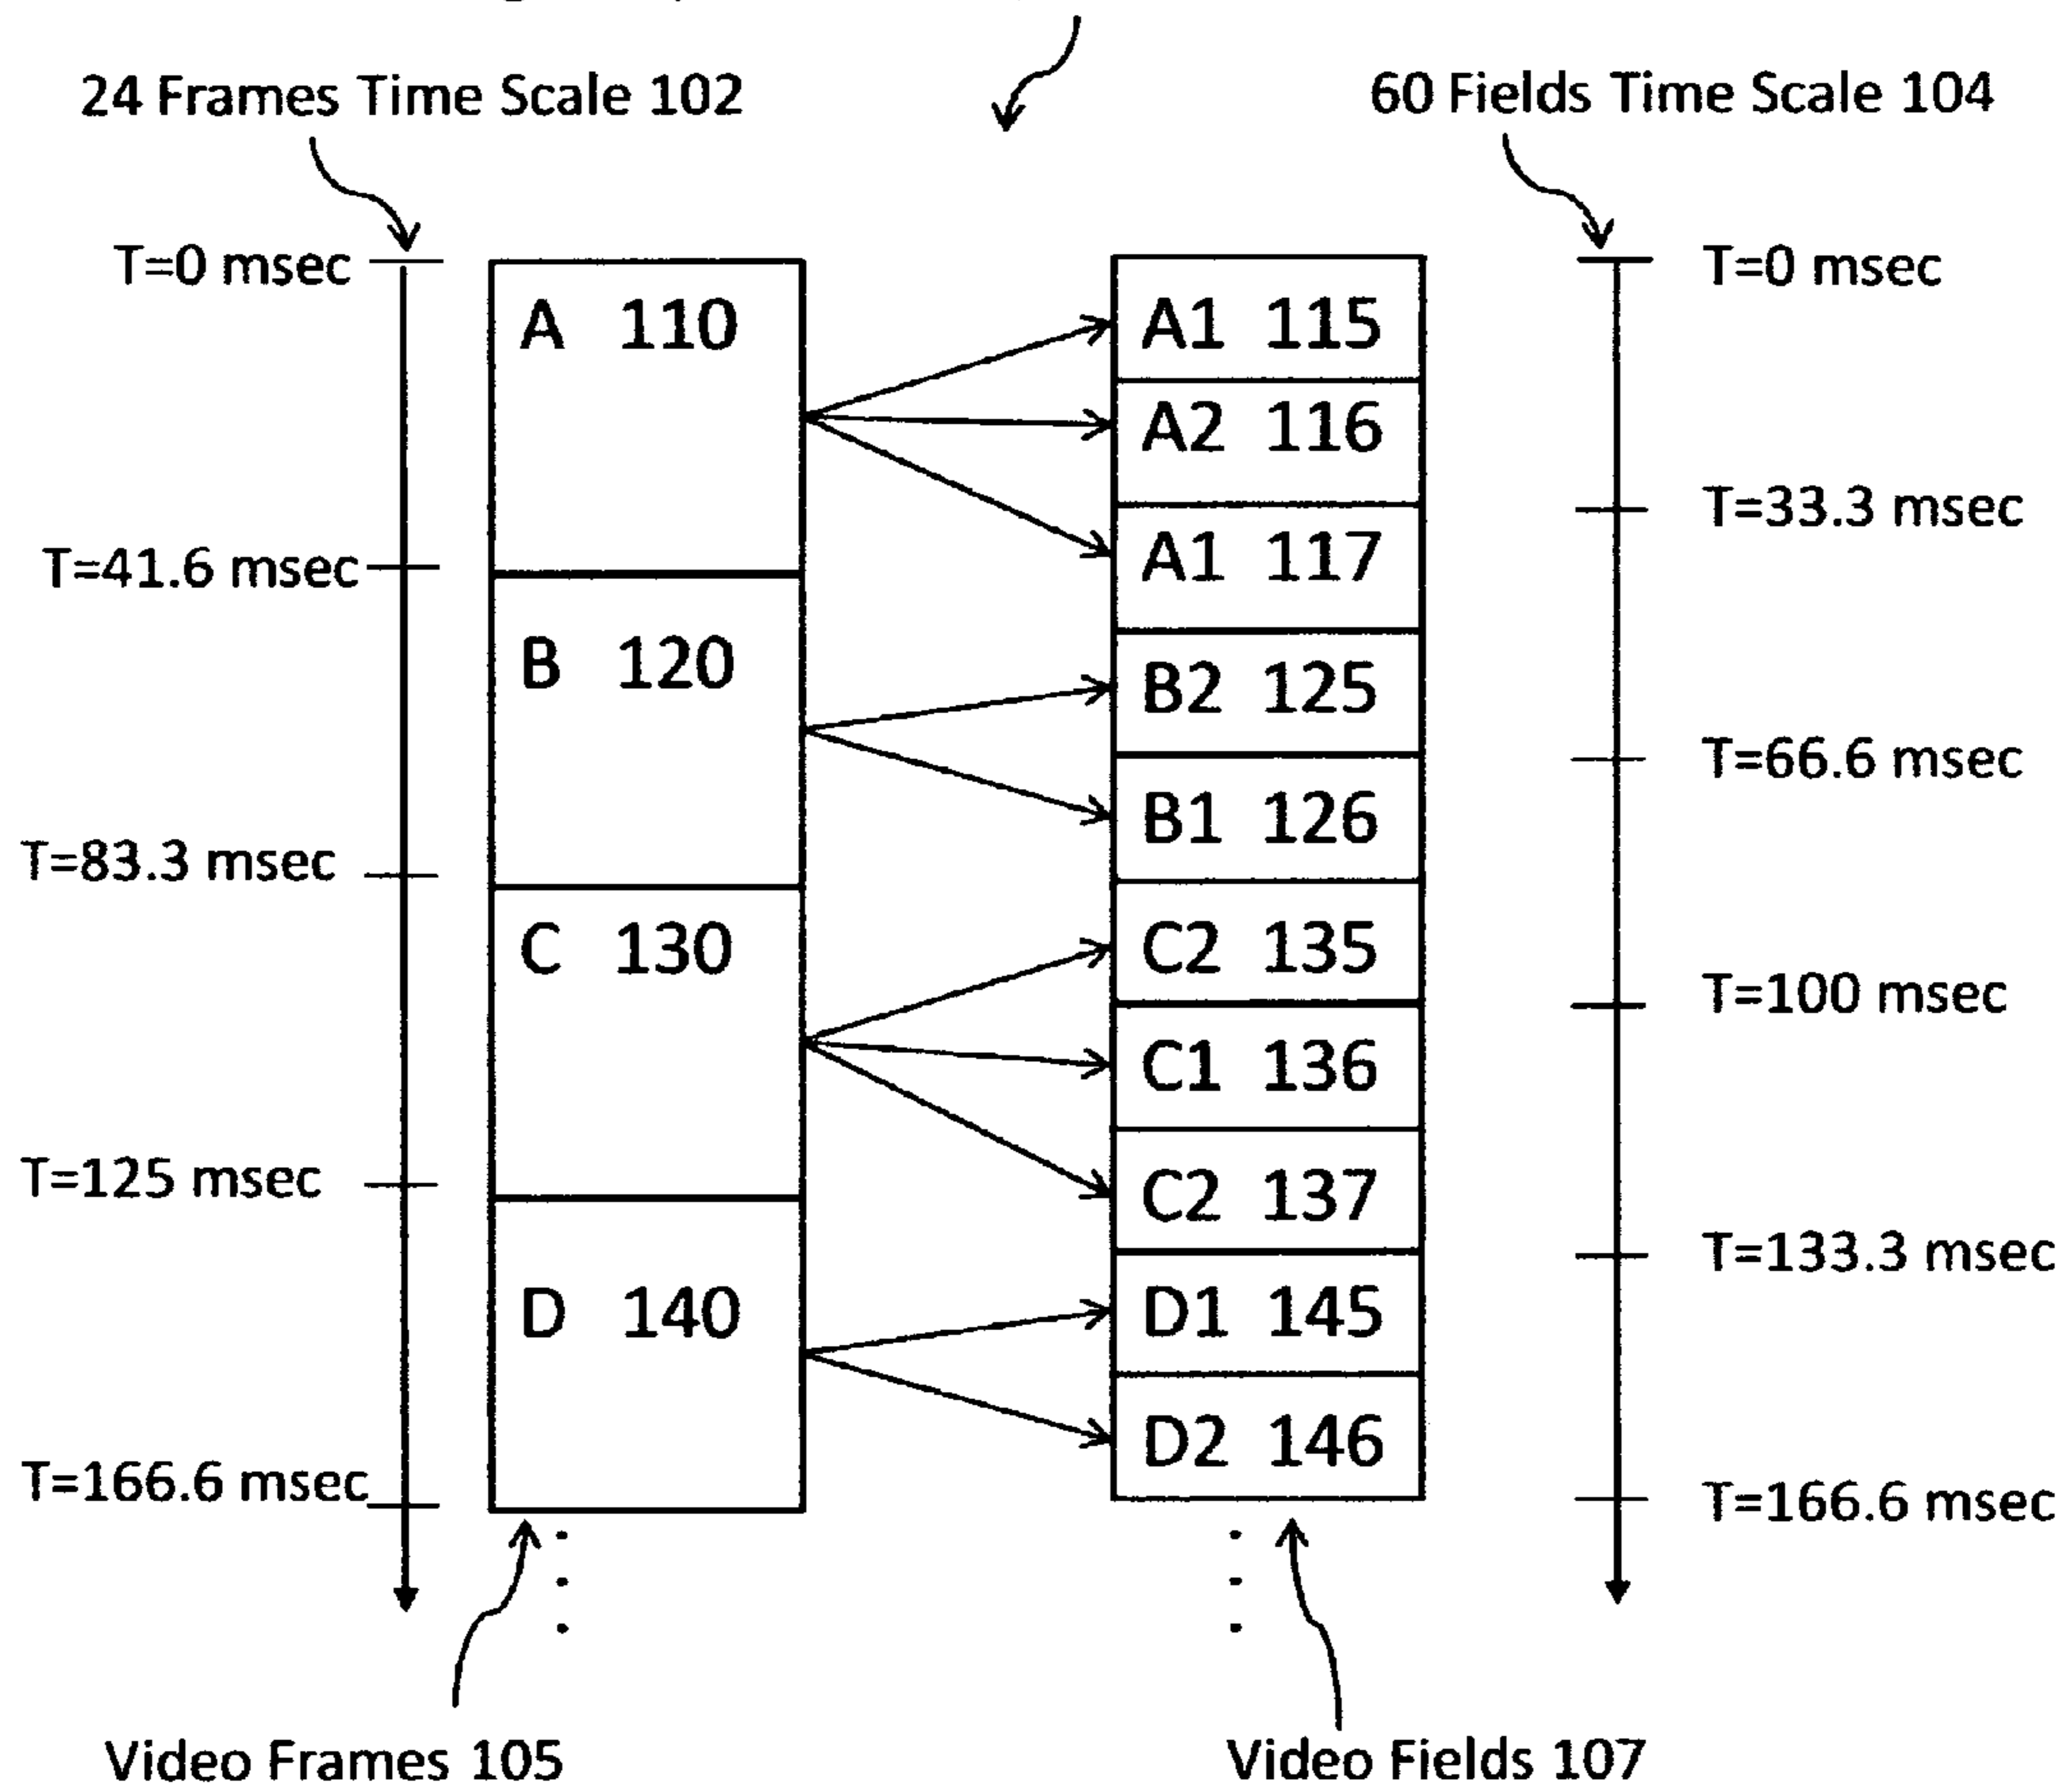 24 Frames Time Scale 102
60 Fields Time Scale 104
T=0 msec
T=41.6 msec
T=83.3 msec
T=125 msec
T=166.6 msec
A 110
B 120
C 130
D 140
A1 115
A2 116
A1 117
B2 125
B1 126
C2 135
C1 136
C2 137
D1 145
D2 146
T=0 msec
T=33.3 msec
T=66.6 msec
T=100 msec
T=133.3 msec
T=166.6 msec
Video Frames 105
Video Fields 107